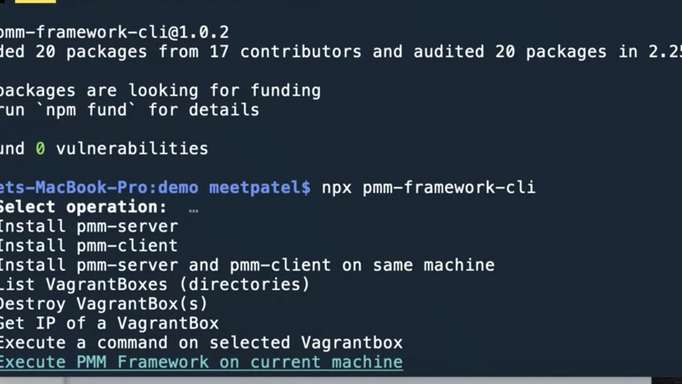 pmm-framework-cli@1.0.2
ded 20 packages from 17 contributors and audited 20 packages in 2.25
packages are looking for funding
run `npm fund` for details
und 0 vulnerabilities
ets-MacBook-Pro:demo meetpatel$ npx pmm-framework-cli
Select operation: …
Install pmm-server
Install pmm-client
Install pmm-server and pmm-client on same machine
List VagrantBoxes (directories)
Destroy VagrantBox(s)
Get IP of a VagrantBox
Execute a command on selected Vagrantbox
Execute PMM Framework on current machine